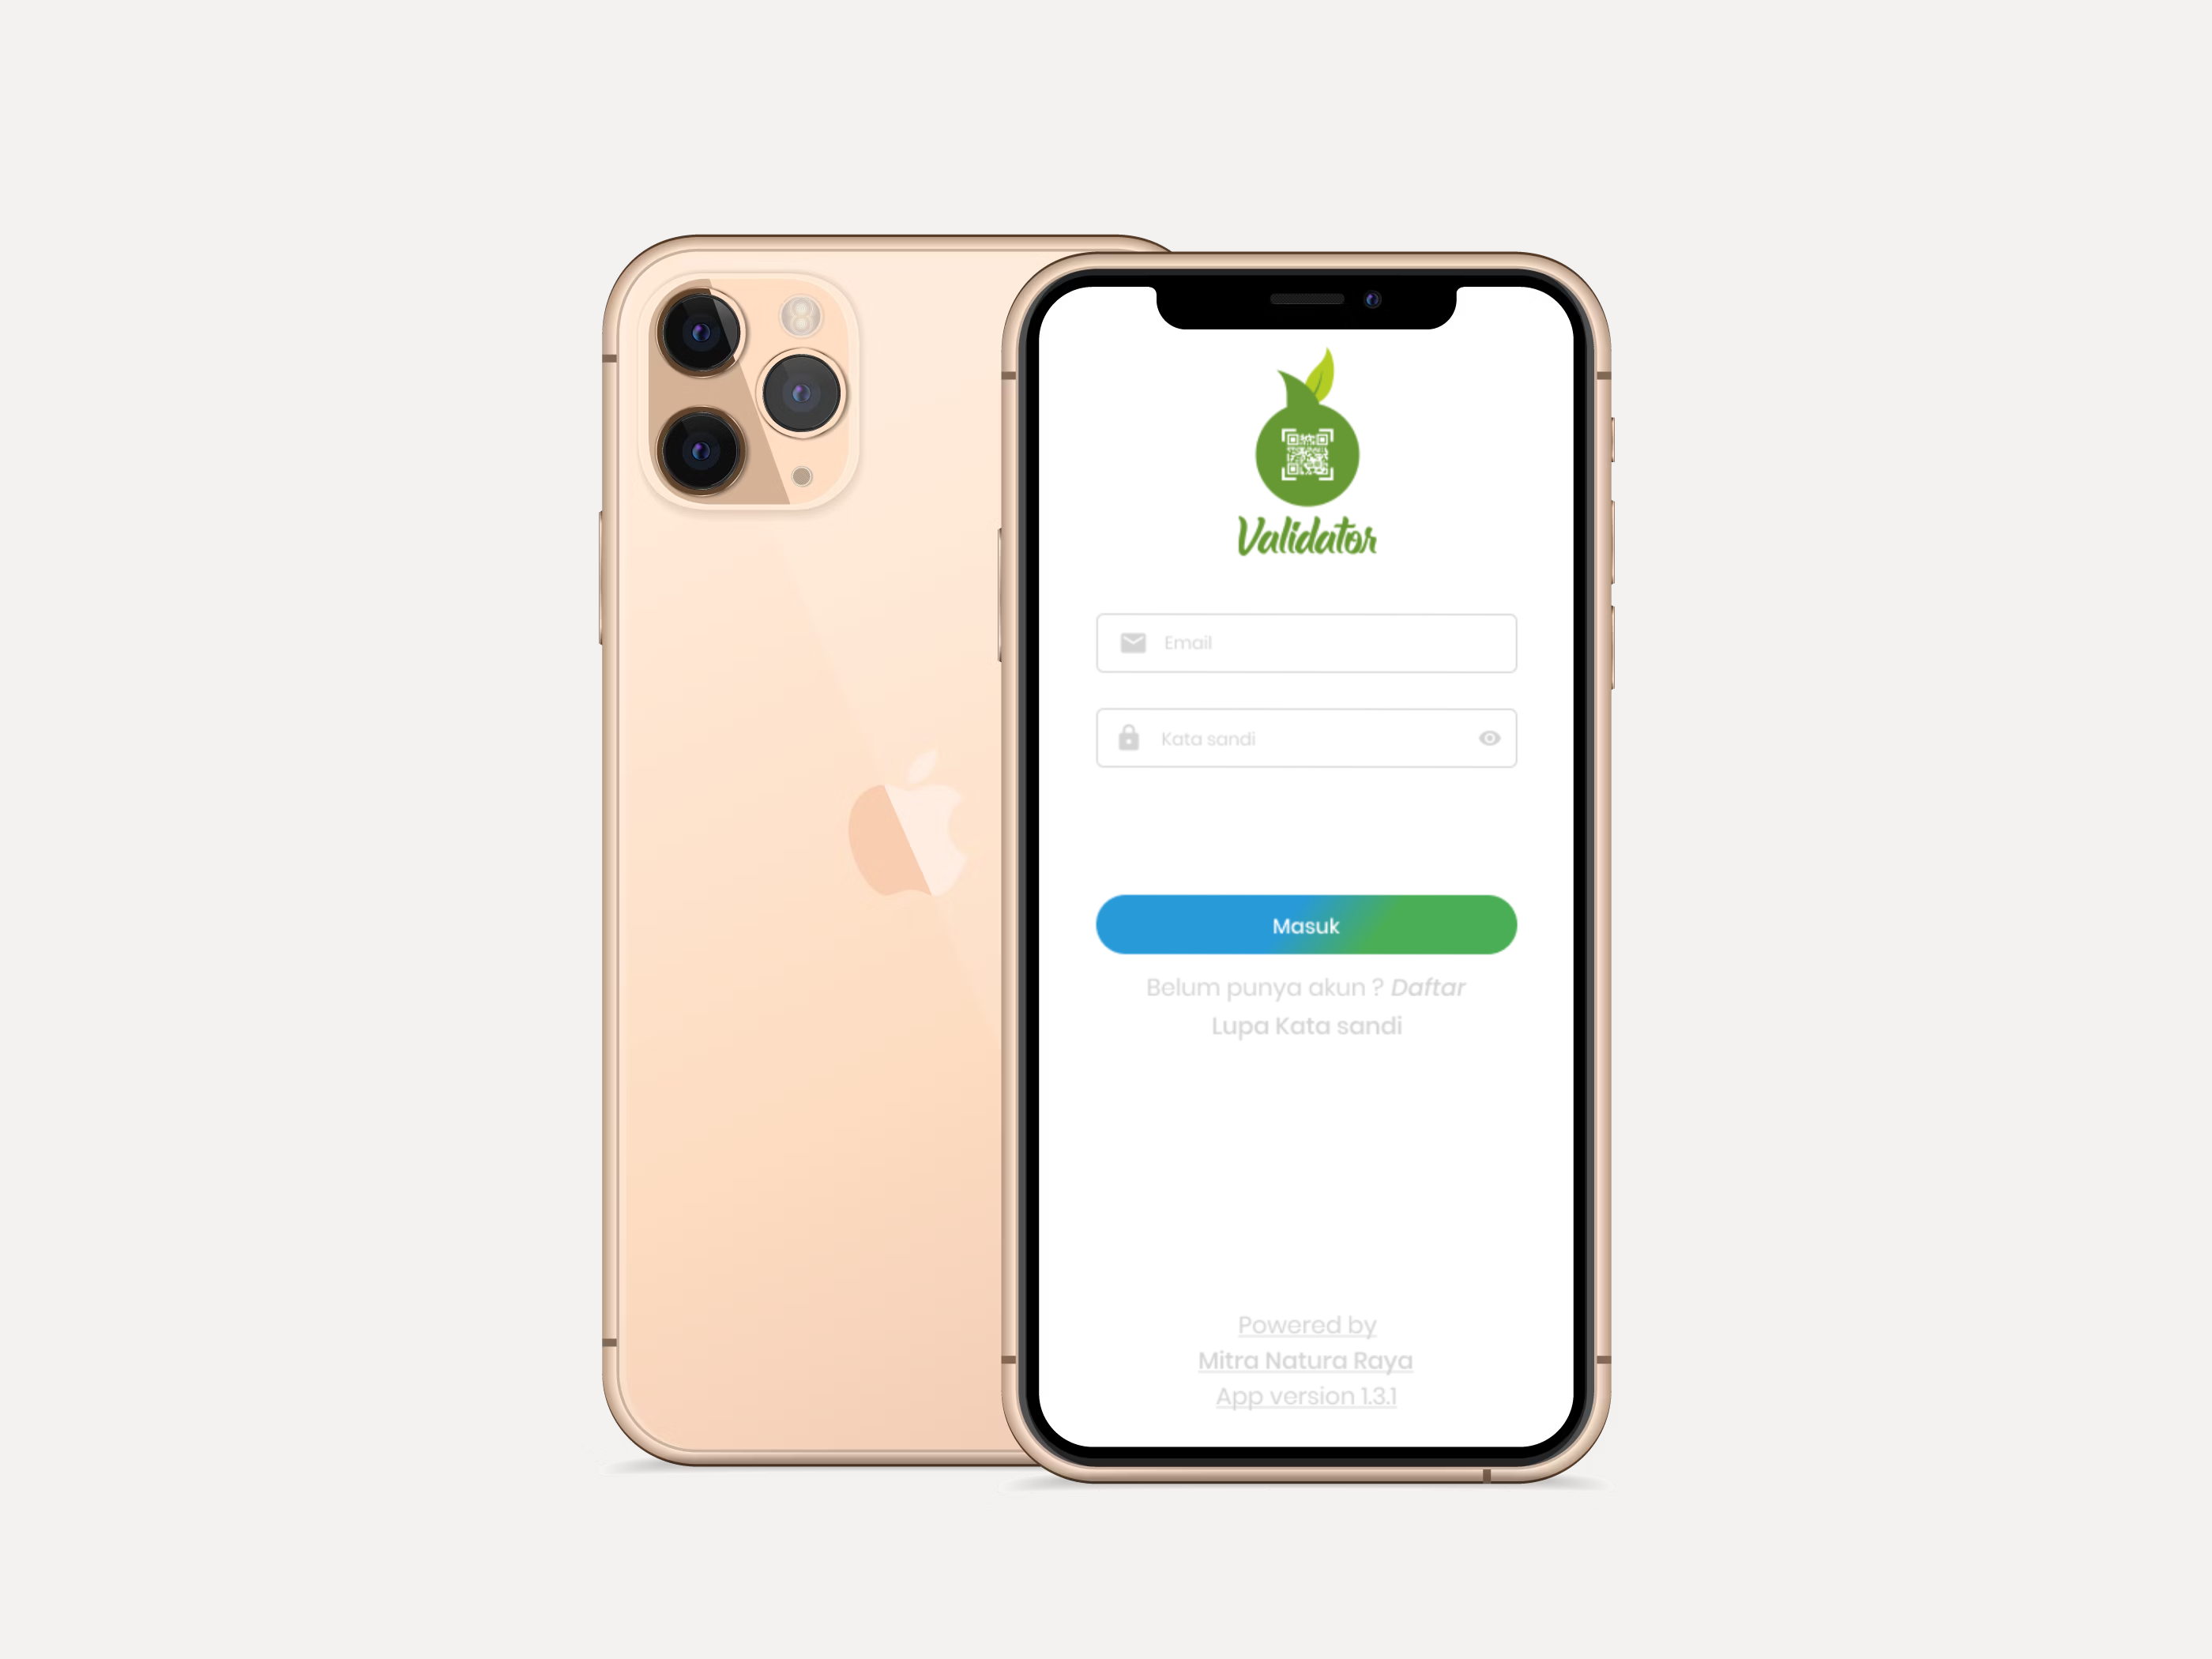 Validator
Email
Kata sandi
Masuk
Belum punya akun ? Daftar
Lupa Kata sandi
Powered by
Mitra Natura Raya
App version 1.3.1